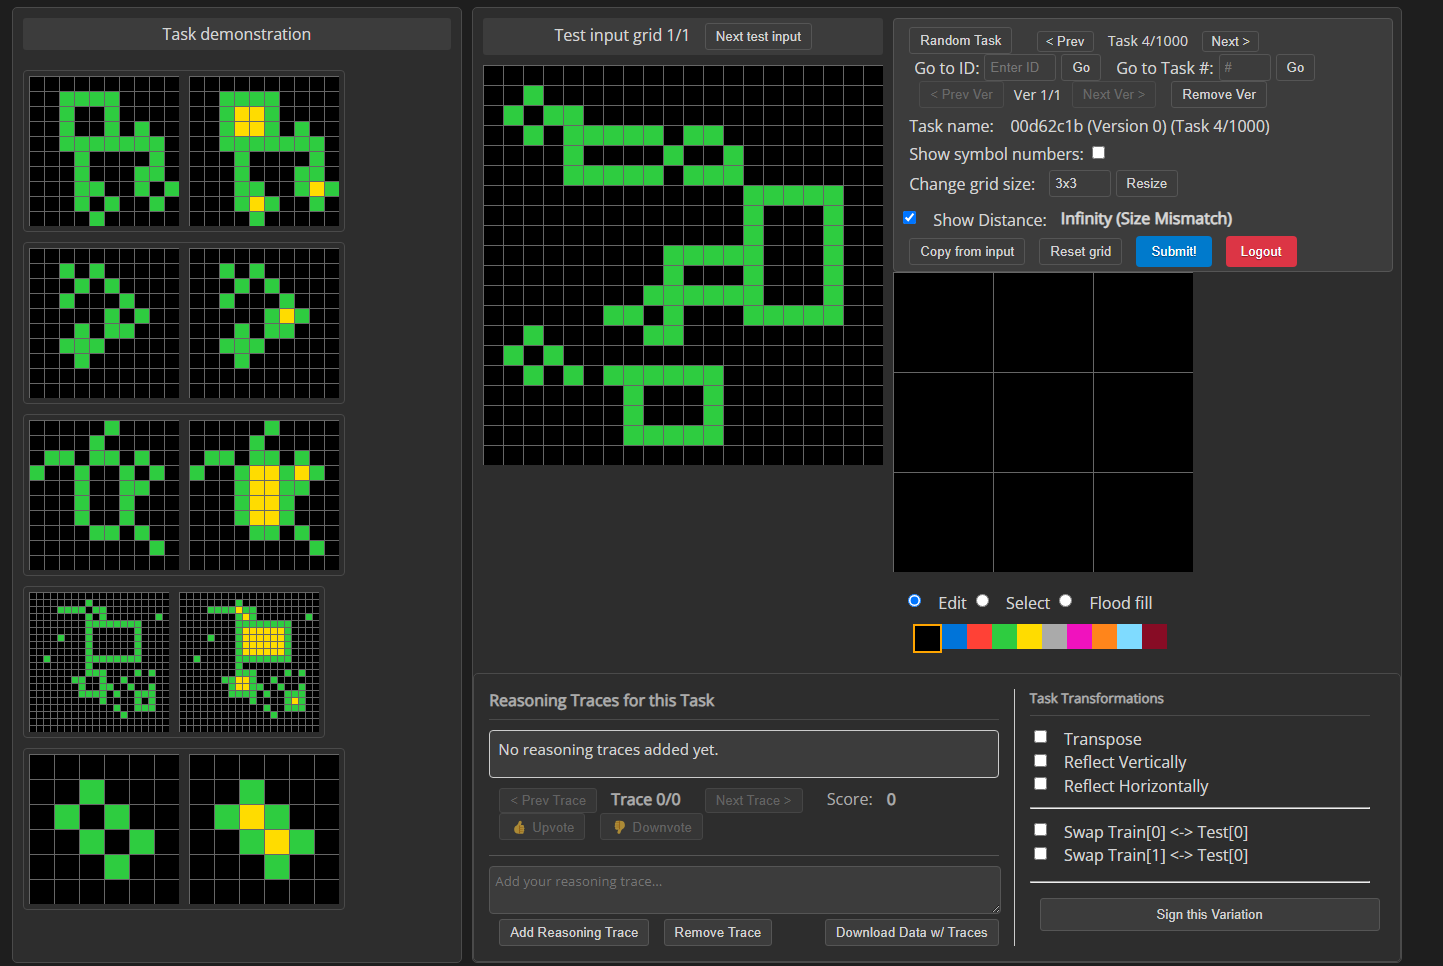 Task demonstration
Test input grid 1/1
Next test input
Random Task
< Prev
Task 4/1000
Next >
Go to ID:
Enter ID
Go
Go to Task #:
#
Go
< Prev Ver
Ver 1/1
Next Ver >
Remove Ver
Task name: 00d62c1b (Version 0) (Task 4/1000)
Show symbol numbers:
Change grid size:
3x3
Resize
Show Distance: Infinity (Size Mismatch)
Copy from input
Reset grid
Submit!
Logout
Edit
Select
Flood fill
Reasoning Traces for this Task
No reasoning traces added yet.
< Prev Trace
Trace 0/0
Next Trace >
Score: 0
Upvote
Downvote
Add your reasoning trace...
Add Reasoning Trace
Remove Trace
Download Data w/ Traces
Task Transformations
Transpose
Reflect Vertically
Reflect Horizontally
Swap Train[0] <-> Test[0]
Swap Train[1] <-> Test[0]
Sign this Variation